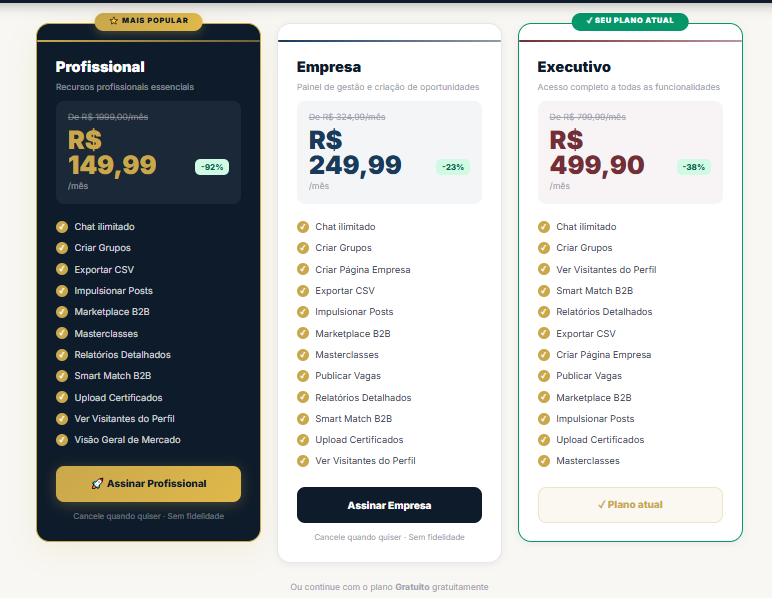 MAIS POPULAR
Profissional
Recursos profissionais essenciais
De R$ 1999,00/mês
R$
149,99
-92%
/mês
Chat ilimitado
Criar Grupos
Exportar CSV
Impulsionar Posts
Marketplace B2B
Masterclasses
Relatórios Detalhados
Smart Match B2B
Upload Certificados
Ver Visitantes do Perfil
Visão Geral de Mercado
🚀 Assinar Profissional
Cancele quando quiser · Sem fidelidade
Empresa
Painel de gestão e criação de oportunidades
De R$ 324,99/mês
R$
249,99
-23%
/mês
Chat ilimitado
Criar Grupos
Criar Página Empresa
Exportar CSV
Impulsionar Posts
Marketplace B2B
Masterclasses
Publicar Vagas
Relatórios Detalhados
Smart Match B2B
Upload Certificados
Ver Visitantes do Perfil
Assinar Empresa
Cancele quando quiser · Sem fidelidade
✓ SEU PLANO ATUAL
Executivo
Acesso completo a todas as funcionalidades
De R$ 799,99/mês
R$
499,90
-38%
/mês
Chat ilimitado
Criar Grupos
Ver Visitantes do Perfil
Smart Match B2B
Relatórios Detalhados
Exportar CSV
Criar Página Empresa
Publicar Vagas
Marketplace B2B
Impulsionar Posts
Upload Certificados
Masterclasses
✓ Plano atual
Ou continue com o plano Gratuito gratuitamente